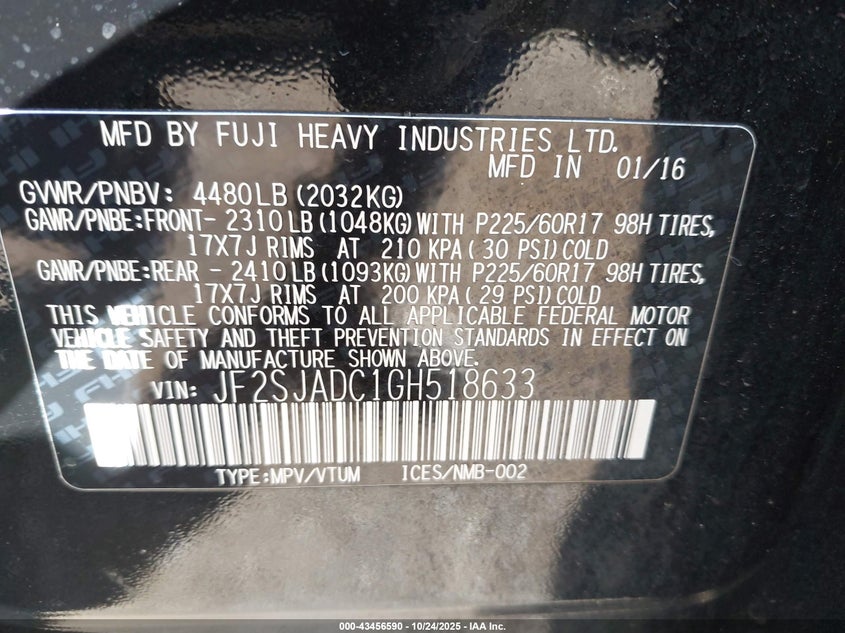 MFD BY FUJI HEAVY INDUSTRIES LTD.
MFD IN 01/16
GVWR/PNBV: 4480LB (2032KG)
GAWR/PNBE:FRONT- 2310LB (1048KG) WITH P225/60R17 98H TIRES,
17X7J RIMS AT 210 KPA ( 30 PSI) COLD
GAWR/PNBE:REAR - 2410LB (1093KG) WITH P225/60R17 98H TIRES,
17X7J RIMS AT 200 KPA ( 29 PSI) COLD
THIS VEHICLE CONFORMS TO ALL APPLICABLE FEDERAL MOTOR
VEHICLE SAFETY AND THEFT PREVENTION STANDARDS IN EFFECT ON
THE DATE OF MANUFACTURE SHOWN ABOVE.
VIN: JF2SJADC1GH518633
TYPE:MPV/VTUM ICES/NMB-002
000-43456590 - 10/24/2025 - IAA Inc.